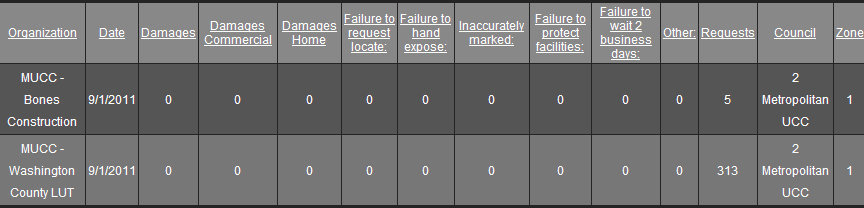 Organization Date Damages Damages Commercial Damages Home Failure to request locate: Failure to hand expose: Inaccurately marked: Failure to protect facilities: Failure to wait 2 business days: Other: Requests Council Zone
MUCC - Bones Construction 9/1/2011 0 0 0 0 0 0 0 0 0 5 2 Metropolitan UCC 1
MUCC - Washington County LUT 9/1/2011 0 0 0 0 0 0 0 0 0 313 2 Metropolitan UCC 1